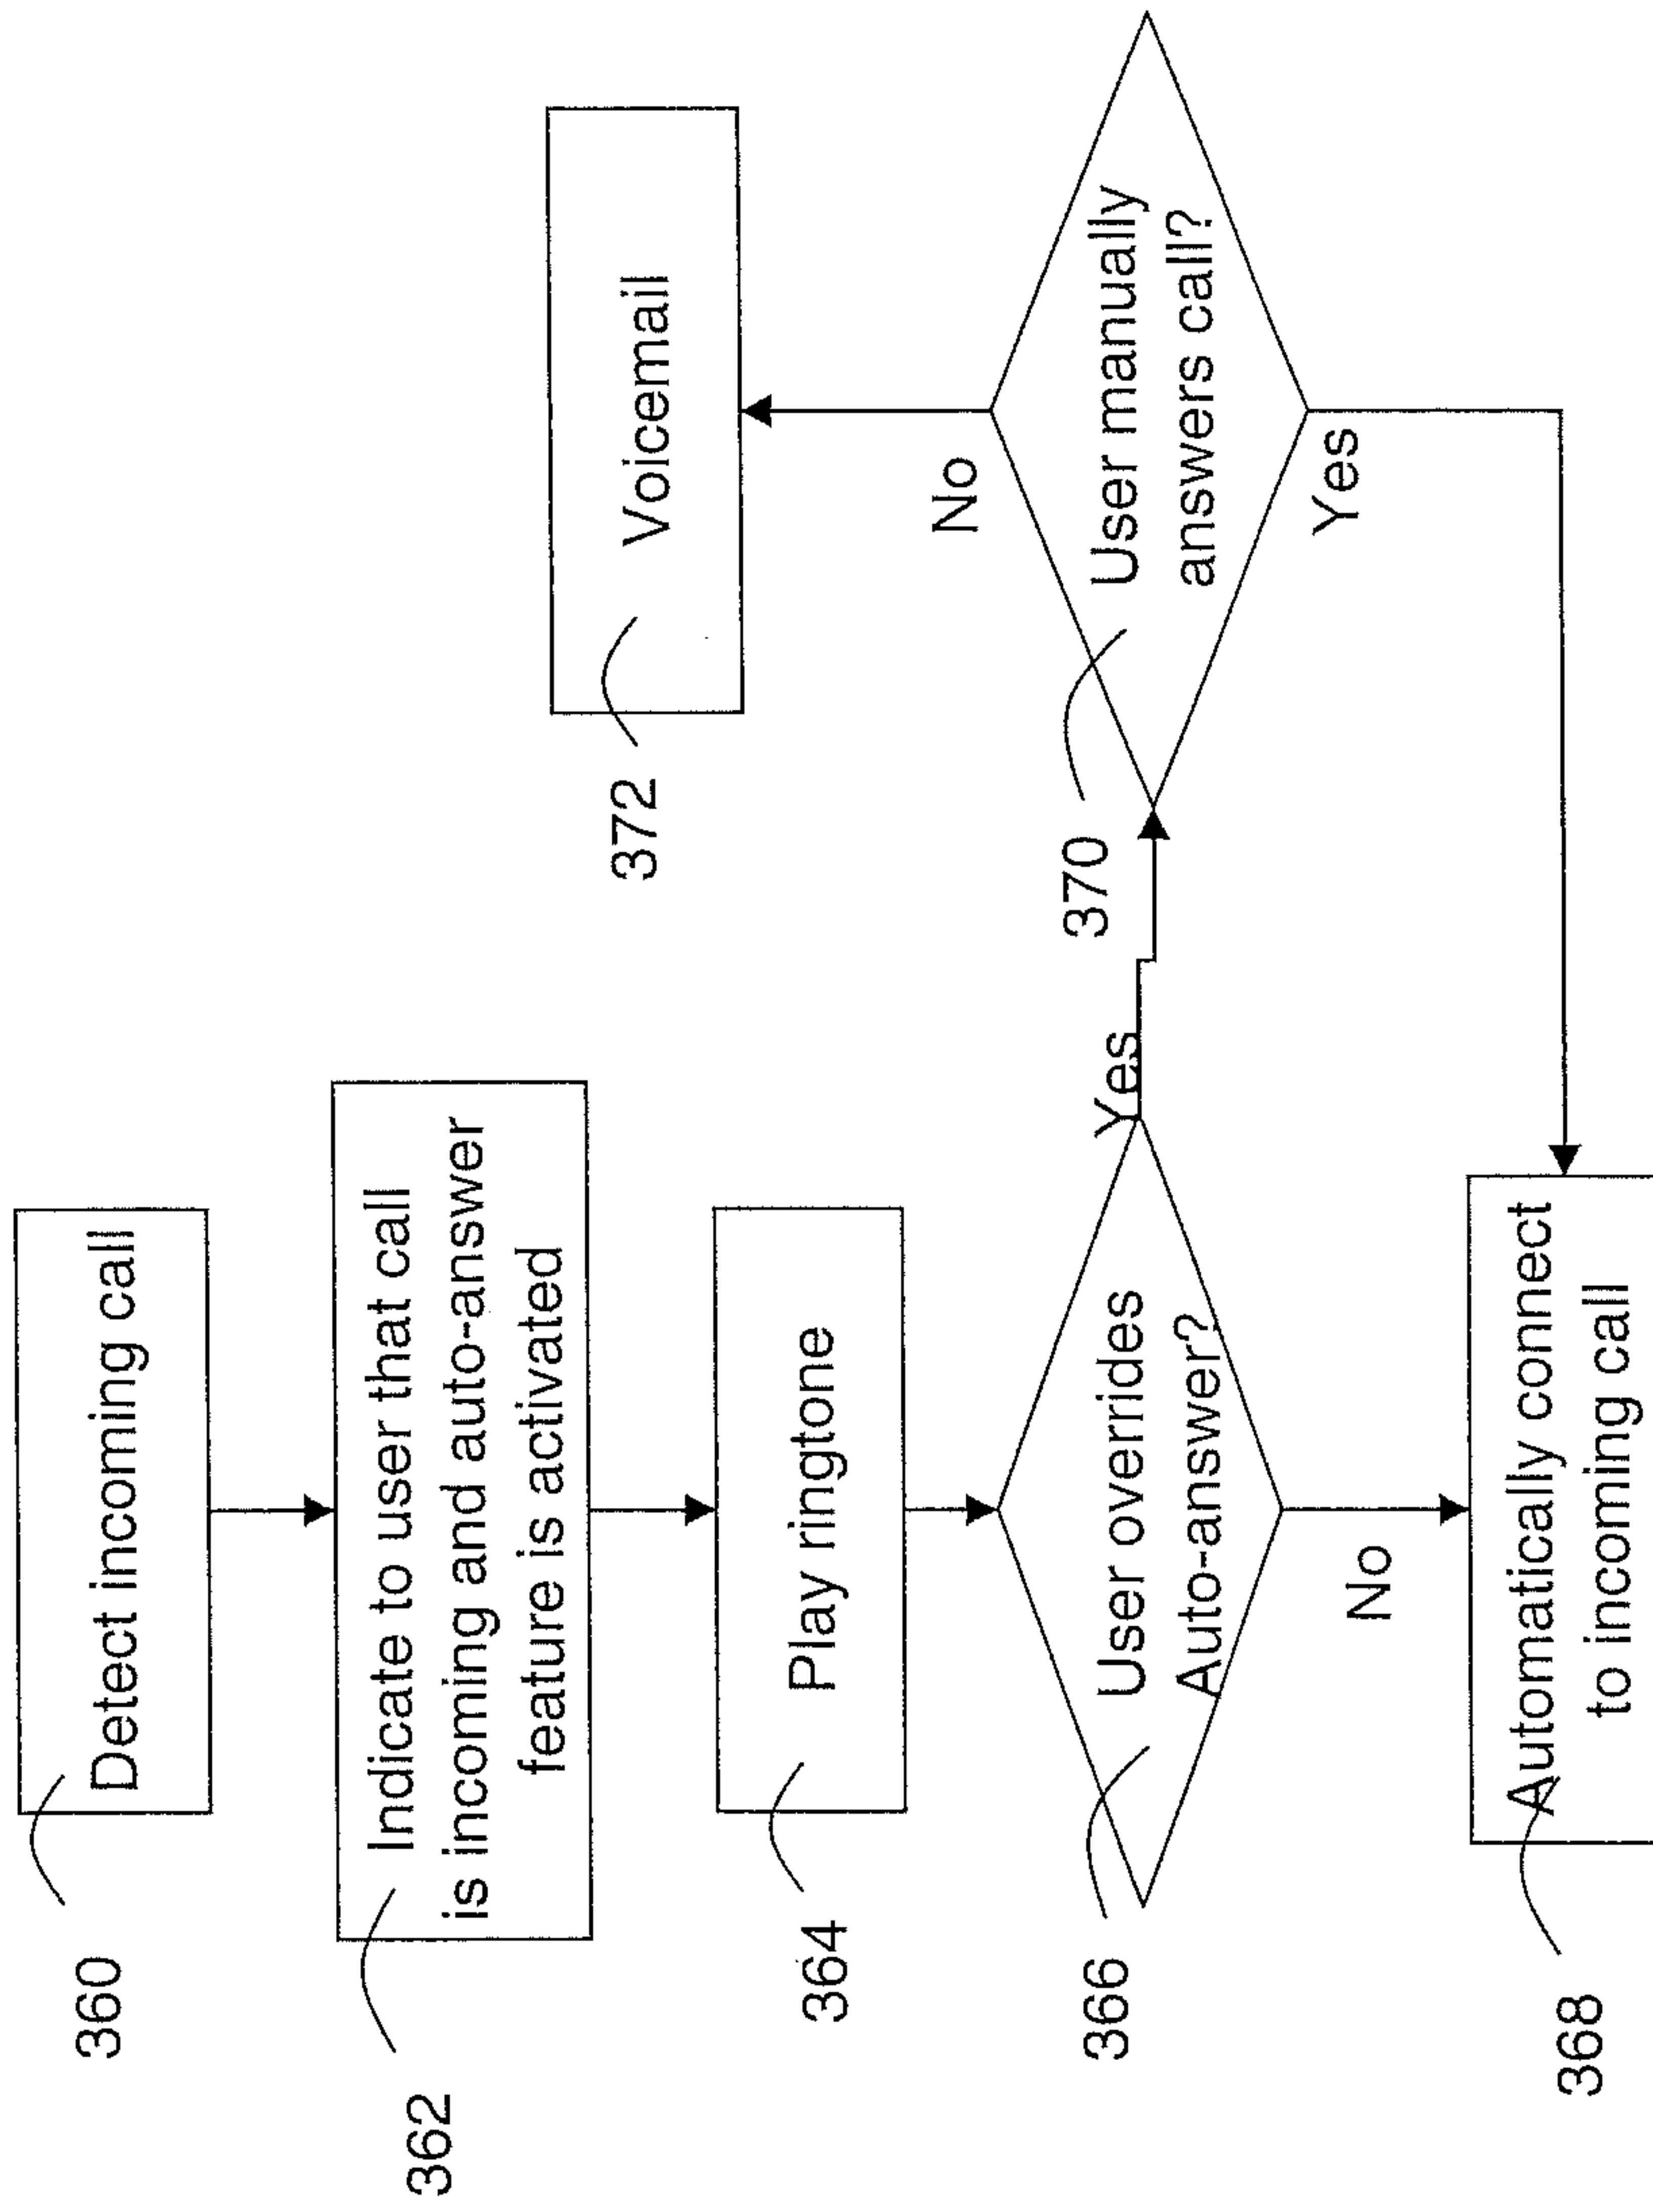 360
Detect incoming call
362
Indicate to user that call
is incoming and auto-answer
feature is activated
364
Play ringtone
366
User overrides
Auto-answer?
Yes
No
368
Automatically connect
to incoming call
370
User manually
answers call?
No
Yes
372
Voicemail